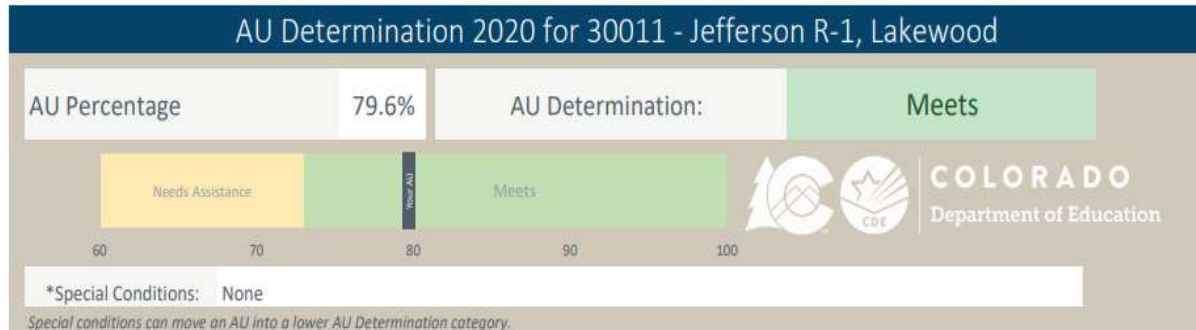 AU Determination 2020 for 30011 - Jefferson R-1, Lakewood
AU Percentage 79.6% AU Determination: Meets
Needs Assistance Your AU Meets
COLORADO
Department of Education
CDE
60 70 80 90 100
*Special Conditions: None
Special conditions can move an AU into a lower AU Determination category.